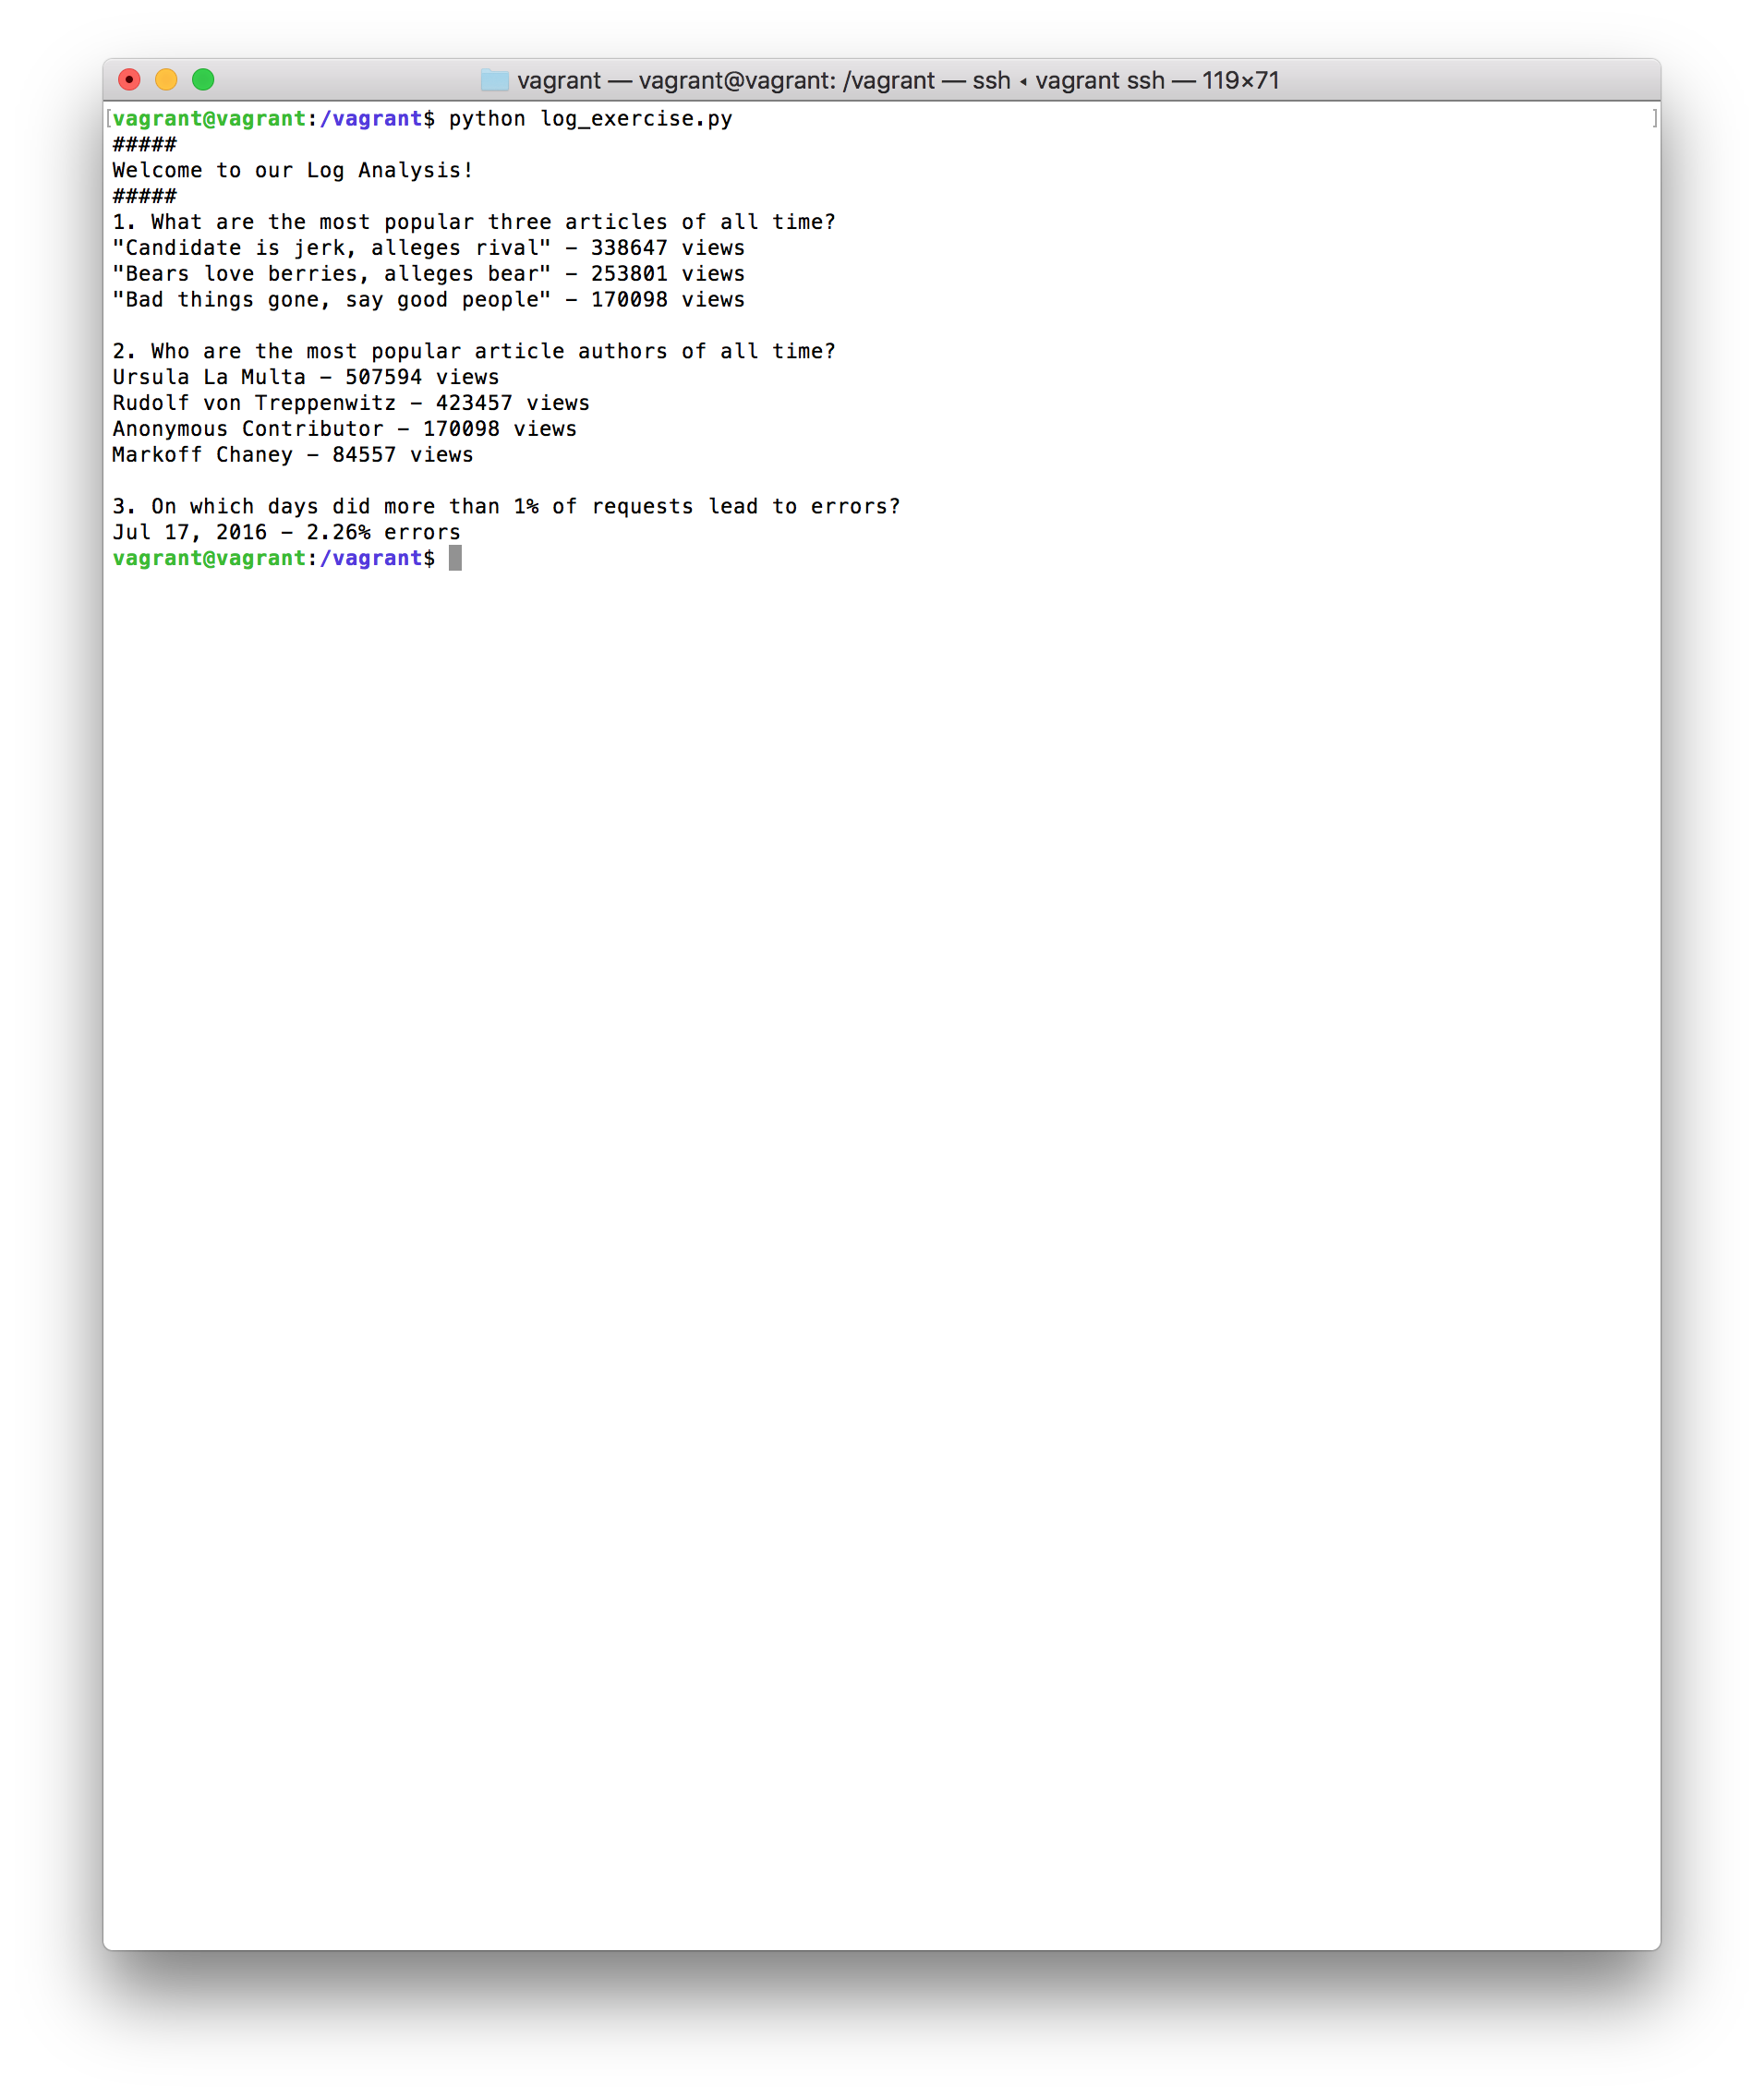 vagrant — vagrant@vagrant: /vagrant — ssh ◂ vagrant ssh — 119×71
[vagrant@vagrant:/vagrant$ python log_exercise.py ]
#####
Welcome to our Log Analysis!
#####
1. What are the most popular three articles of all time?
"Candidate is jerk, alleges rival" – 338647 views
"Bears love berries, alleges bear" – 253801 views
"Bad things gone, say good people" – 170098 views

2. Who are the most popular article authors of all time?
Ursula La Multa – 507594 views
Rudolf von Treppenwitz – 423457 views
Anonymous Contributor – 170098 views
Markoff Chaney – 84557 views

3. On which days did more than 1% of requests lead to errors?
Jul 17, 2016 – 2.26% errors
vagrant@vagrant:/vagrant$